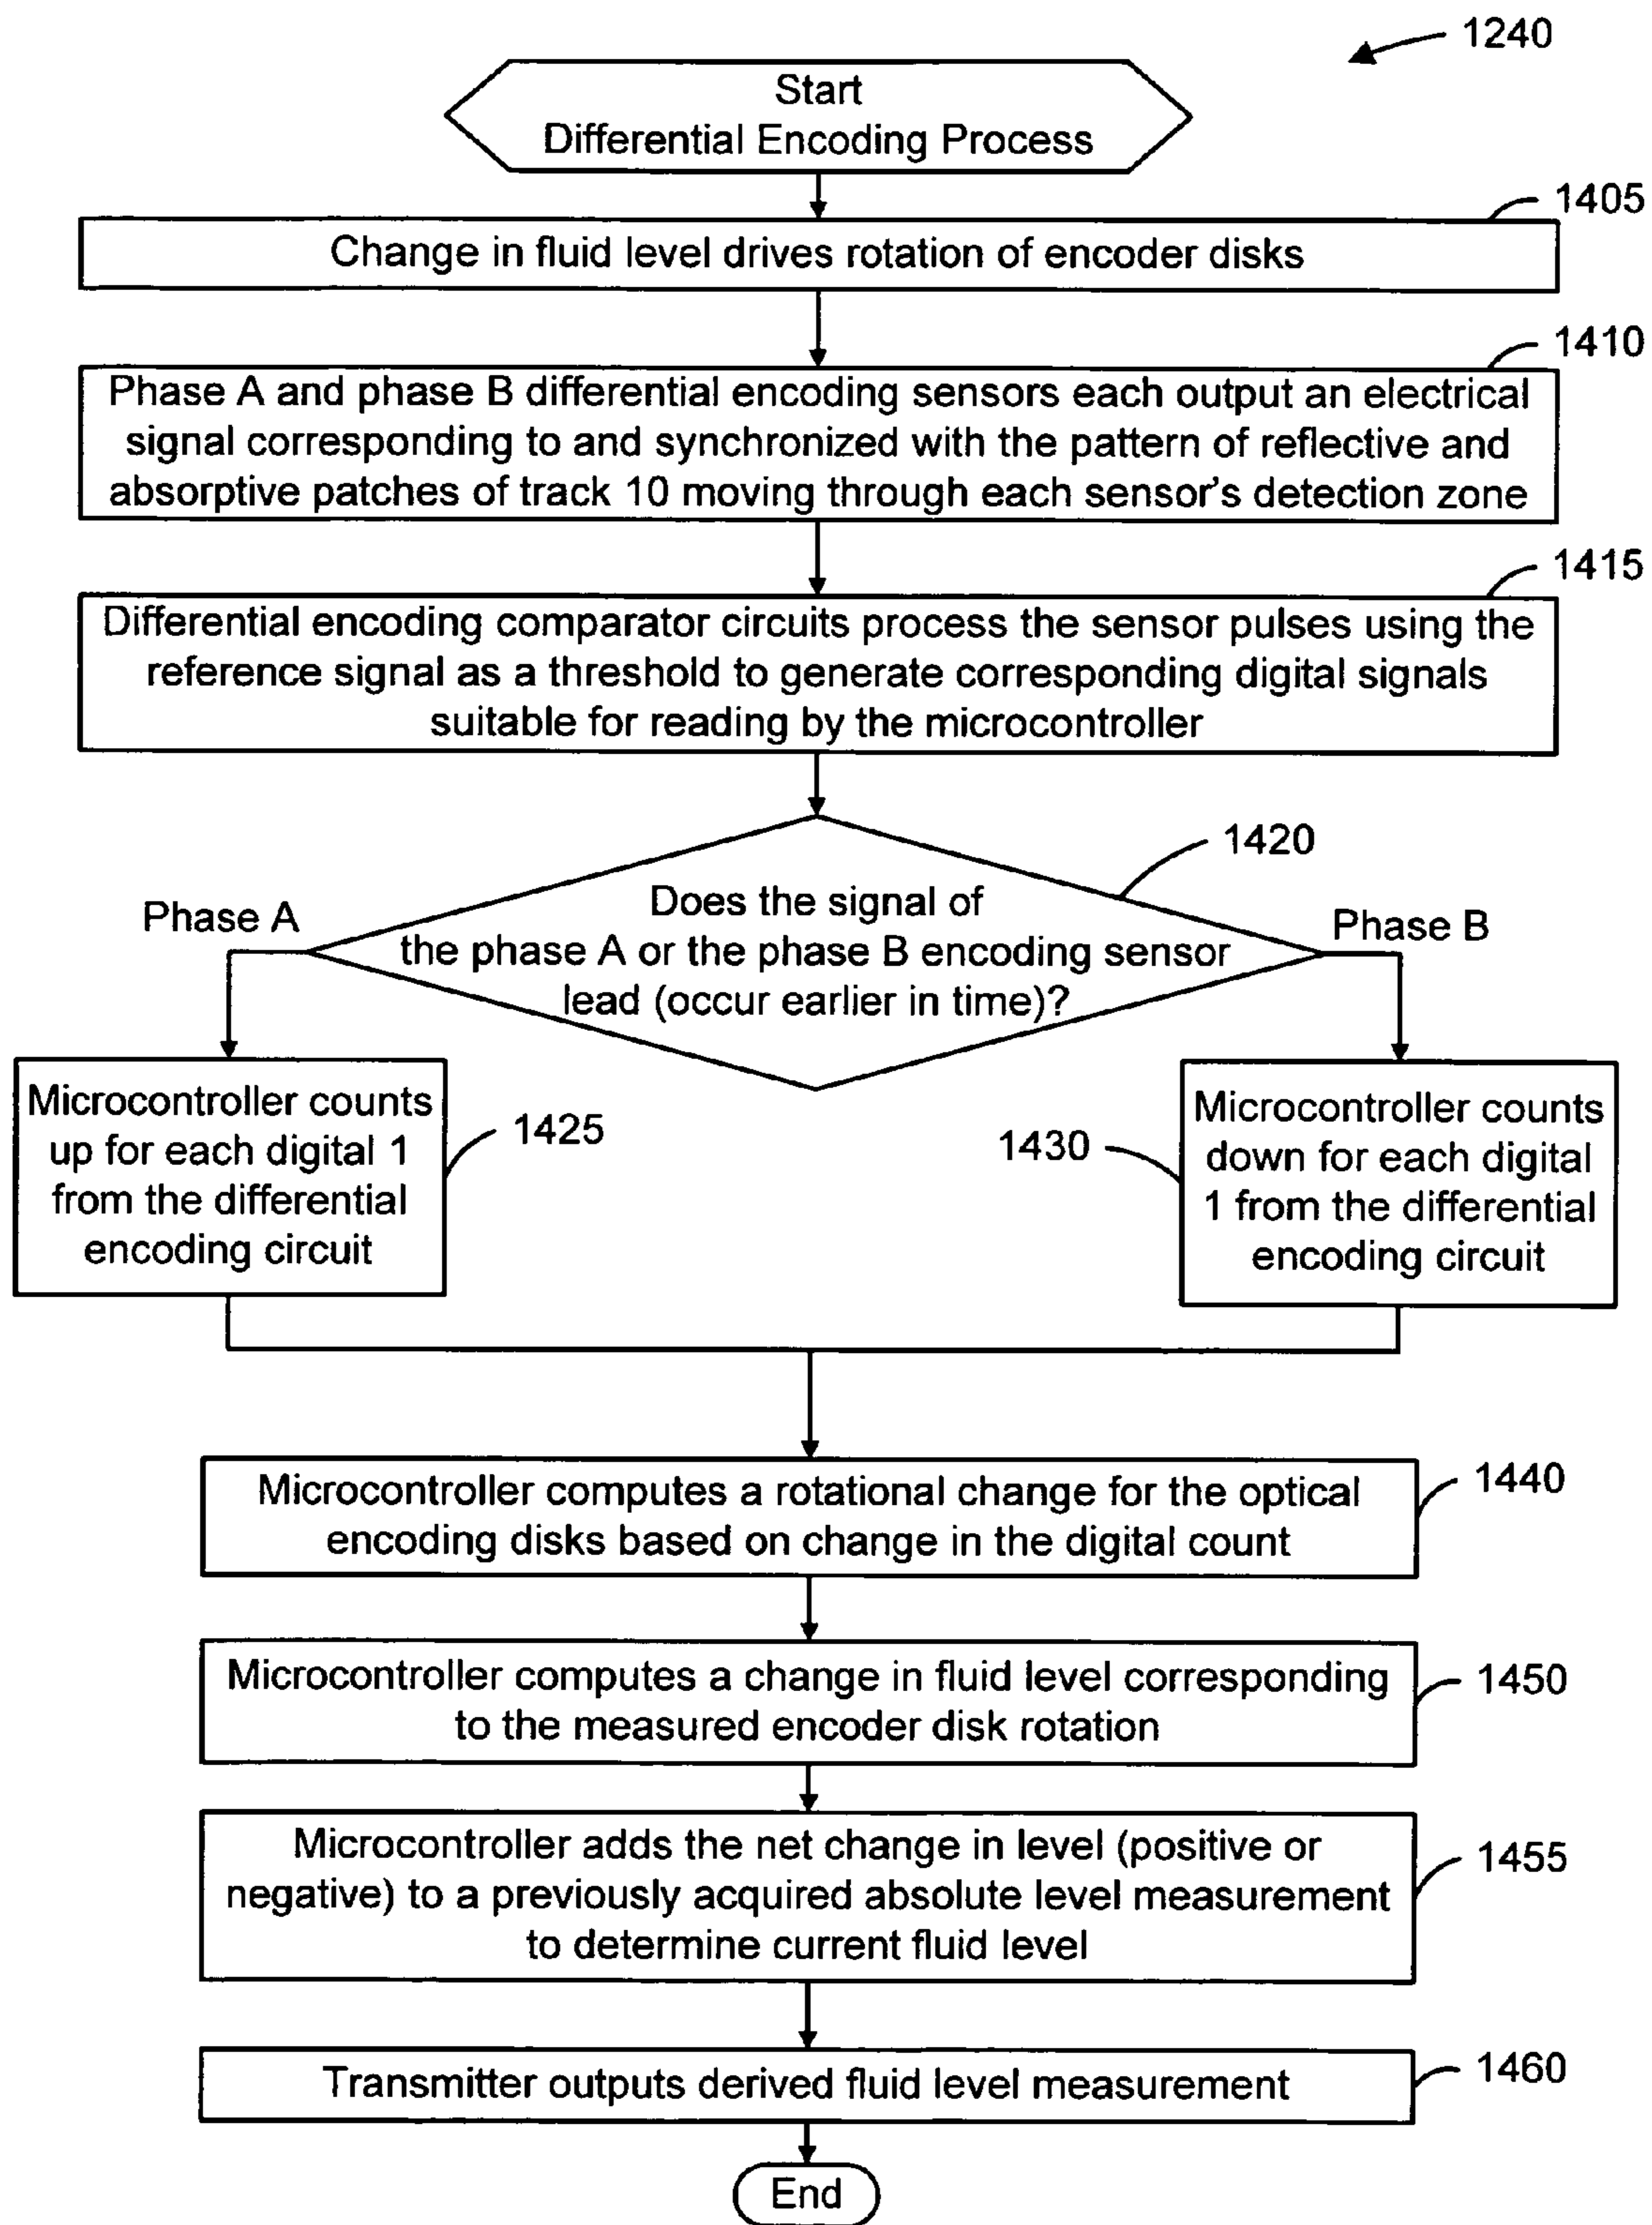 1240
Start
Differential Encoding Process
1405
Change in fluid level drives rotation of encoder disks
1410
Phase A and phase B differential encoding sensors each output an electrical
signal corresponding to and synchronized with the pattern of reflective and
absorptive patches of track 10 moving through each sensor's detection zone
1415
Differential encoding comparator circuits process the sensor pulses using the
reference signal as a threshold to generate corresponding digital signals
suitable for reading by the microcontroller
1420
Does the signal of
the phase A or the phase B encoding sensor
lead (occur earlier in time)?
Phase A
Phase B
Microcontroller counts
up for each digital 1
from the differential
encoding circuit
1425
1430
Microcontroller counts
down for each digital
1 from the differential
encoding circuit
1440
Microcontroller computes a rotational change for the optical
encoding disks based on change in the digital count
1450
Microcontroller computes a change in fluid level corresponding
to the measured encoder disk rotation
1455
Microcontroller adds the net change in level (positive or
negative) to a previously acquired absolute level measurement
to determine current fluid level
1460
Transmitter outputs derived fluid level measurement
End